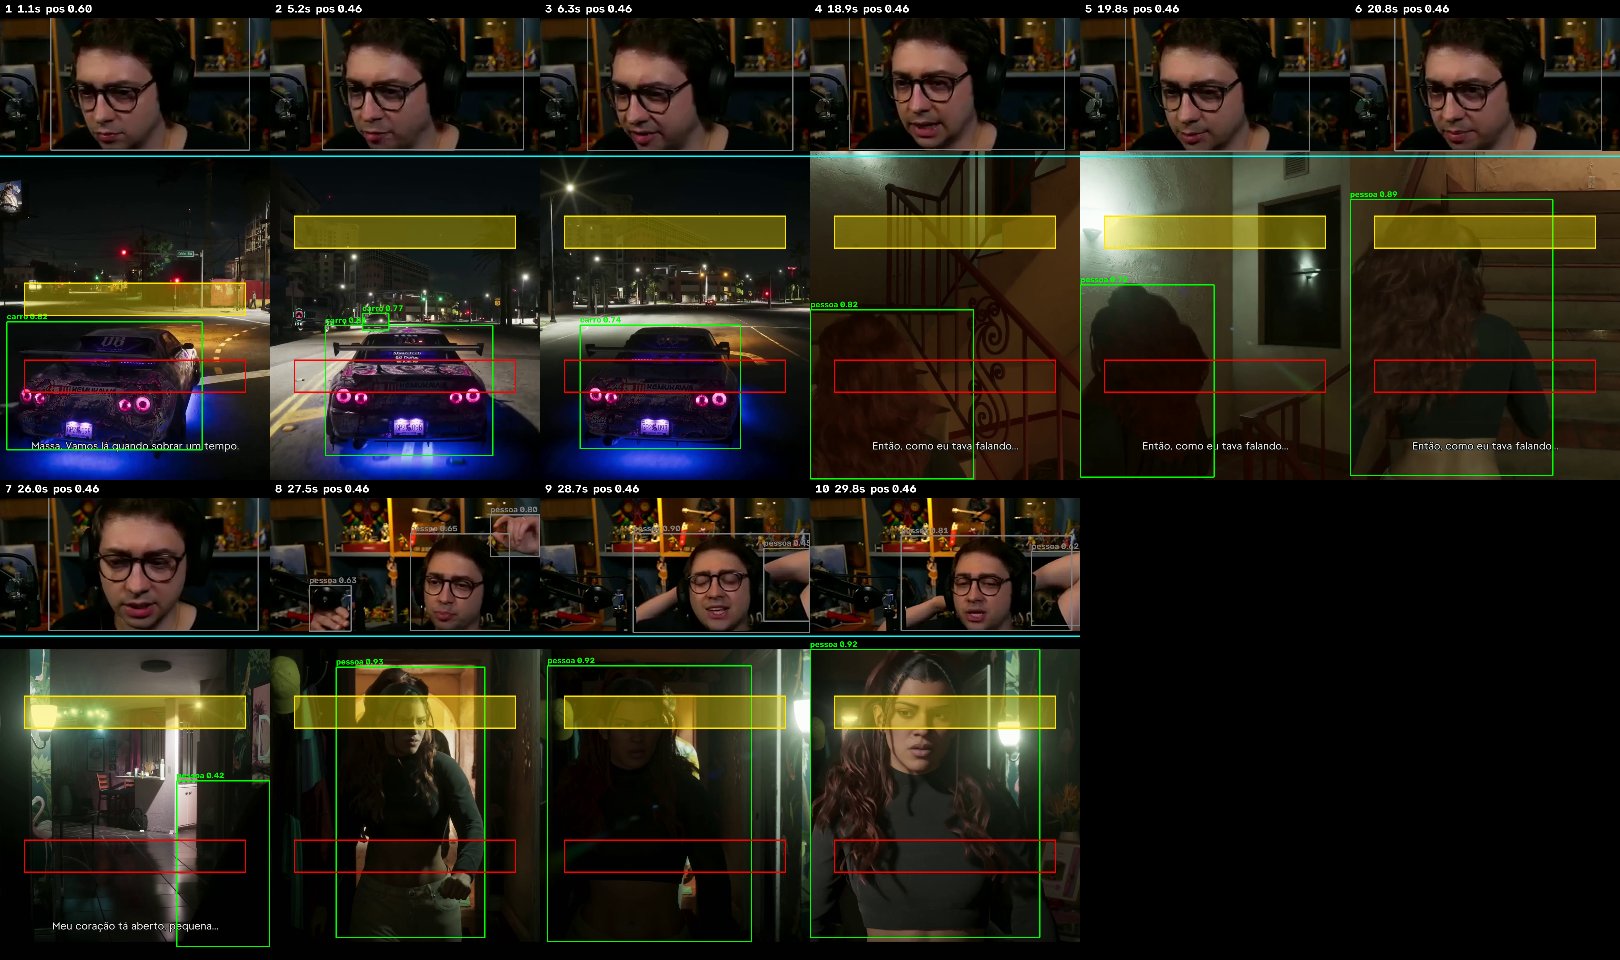 1 1.1s pos 0.60
2 5.2s pos 0.46
3 6.3s pos 0.46
4 18.9s pos 0.46
5 19.8s pos 0.46
6 20.8s pos 0.46
carro 0.82
carro 0.77
carro 0.74
pessoa 0.82
pessoa 0.89
Massa. Vamos lá quando sobrar um tempo.
Então, como eu tava falando...
Então, como eu tava falando...
Então, como eu tava falando...
7 26.0s pos 0.46
8 27.5s pos 0.46
9 28.7s pos 0.46
10 29.8s pos 0.46
pessoa 0.63
pessoa 0.65
pessoa 0.80
pessoa 0.90
pessoa 0.81
pessoa 0.62
pessoa 0.42
pessoa 0.93
pessoa 0.92
pessoa 0.92
Meu coração tá aberto, pequena...